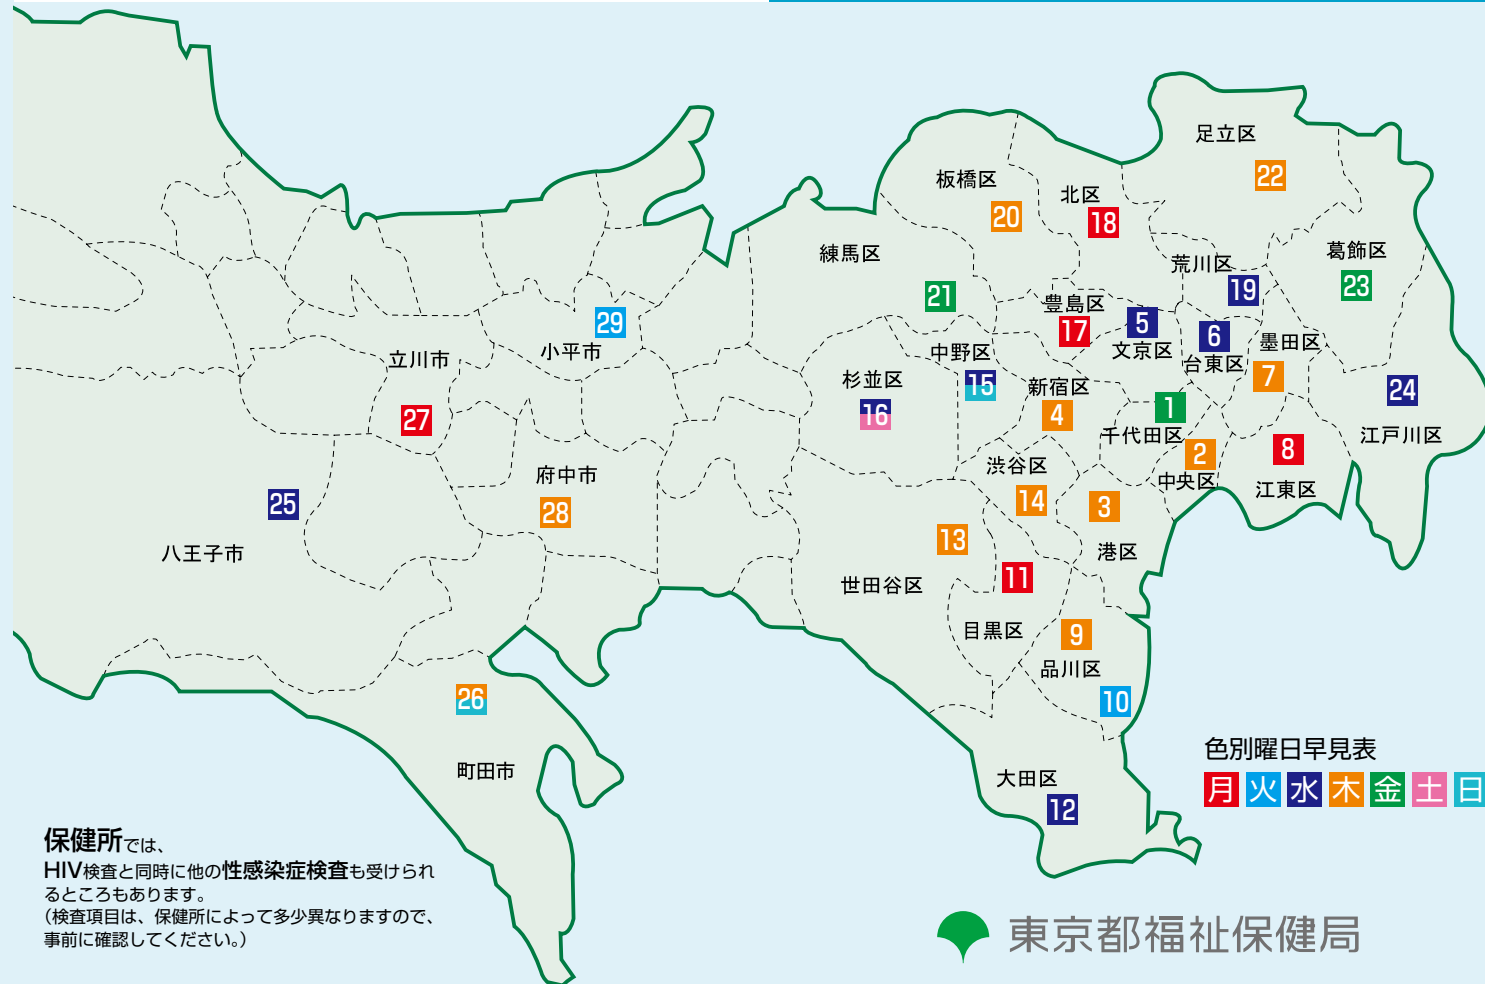 足立区
22
板橋区
20
北区
18
練馬区
葛飾区
23
荒川区
19
21
豊島区
17
5
文京区
6
台東区
墨田区
7
29
小平市
立川市
27
中野区
15
杉並区
16
新宿区
4
1
千代田区
24
江戸川区
2
中央区
8
江東区
渋谷区
14
3
港区
府中市
28
25
八王子市
13
世田谷区
11
目黒区
9
品川区
10
26
町田市
大田区
12
色別曜日早見表
月 火 水 木 金 土 日
保健所では、
HIV検査と同時に他の性感染症検査も受けられ
るところもあります。
（検査項目は、保健所によって多少異なりますので、
事前に確認してください。）
東京都福祉保健局